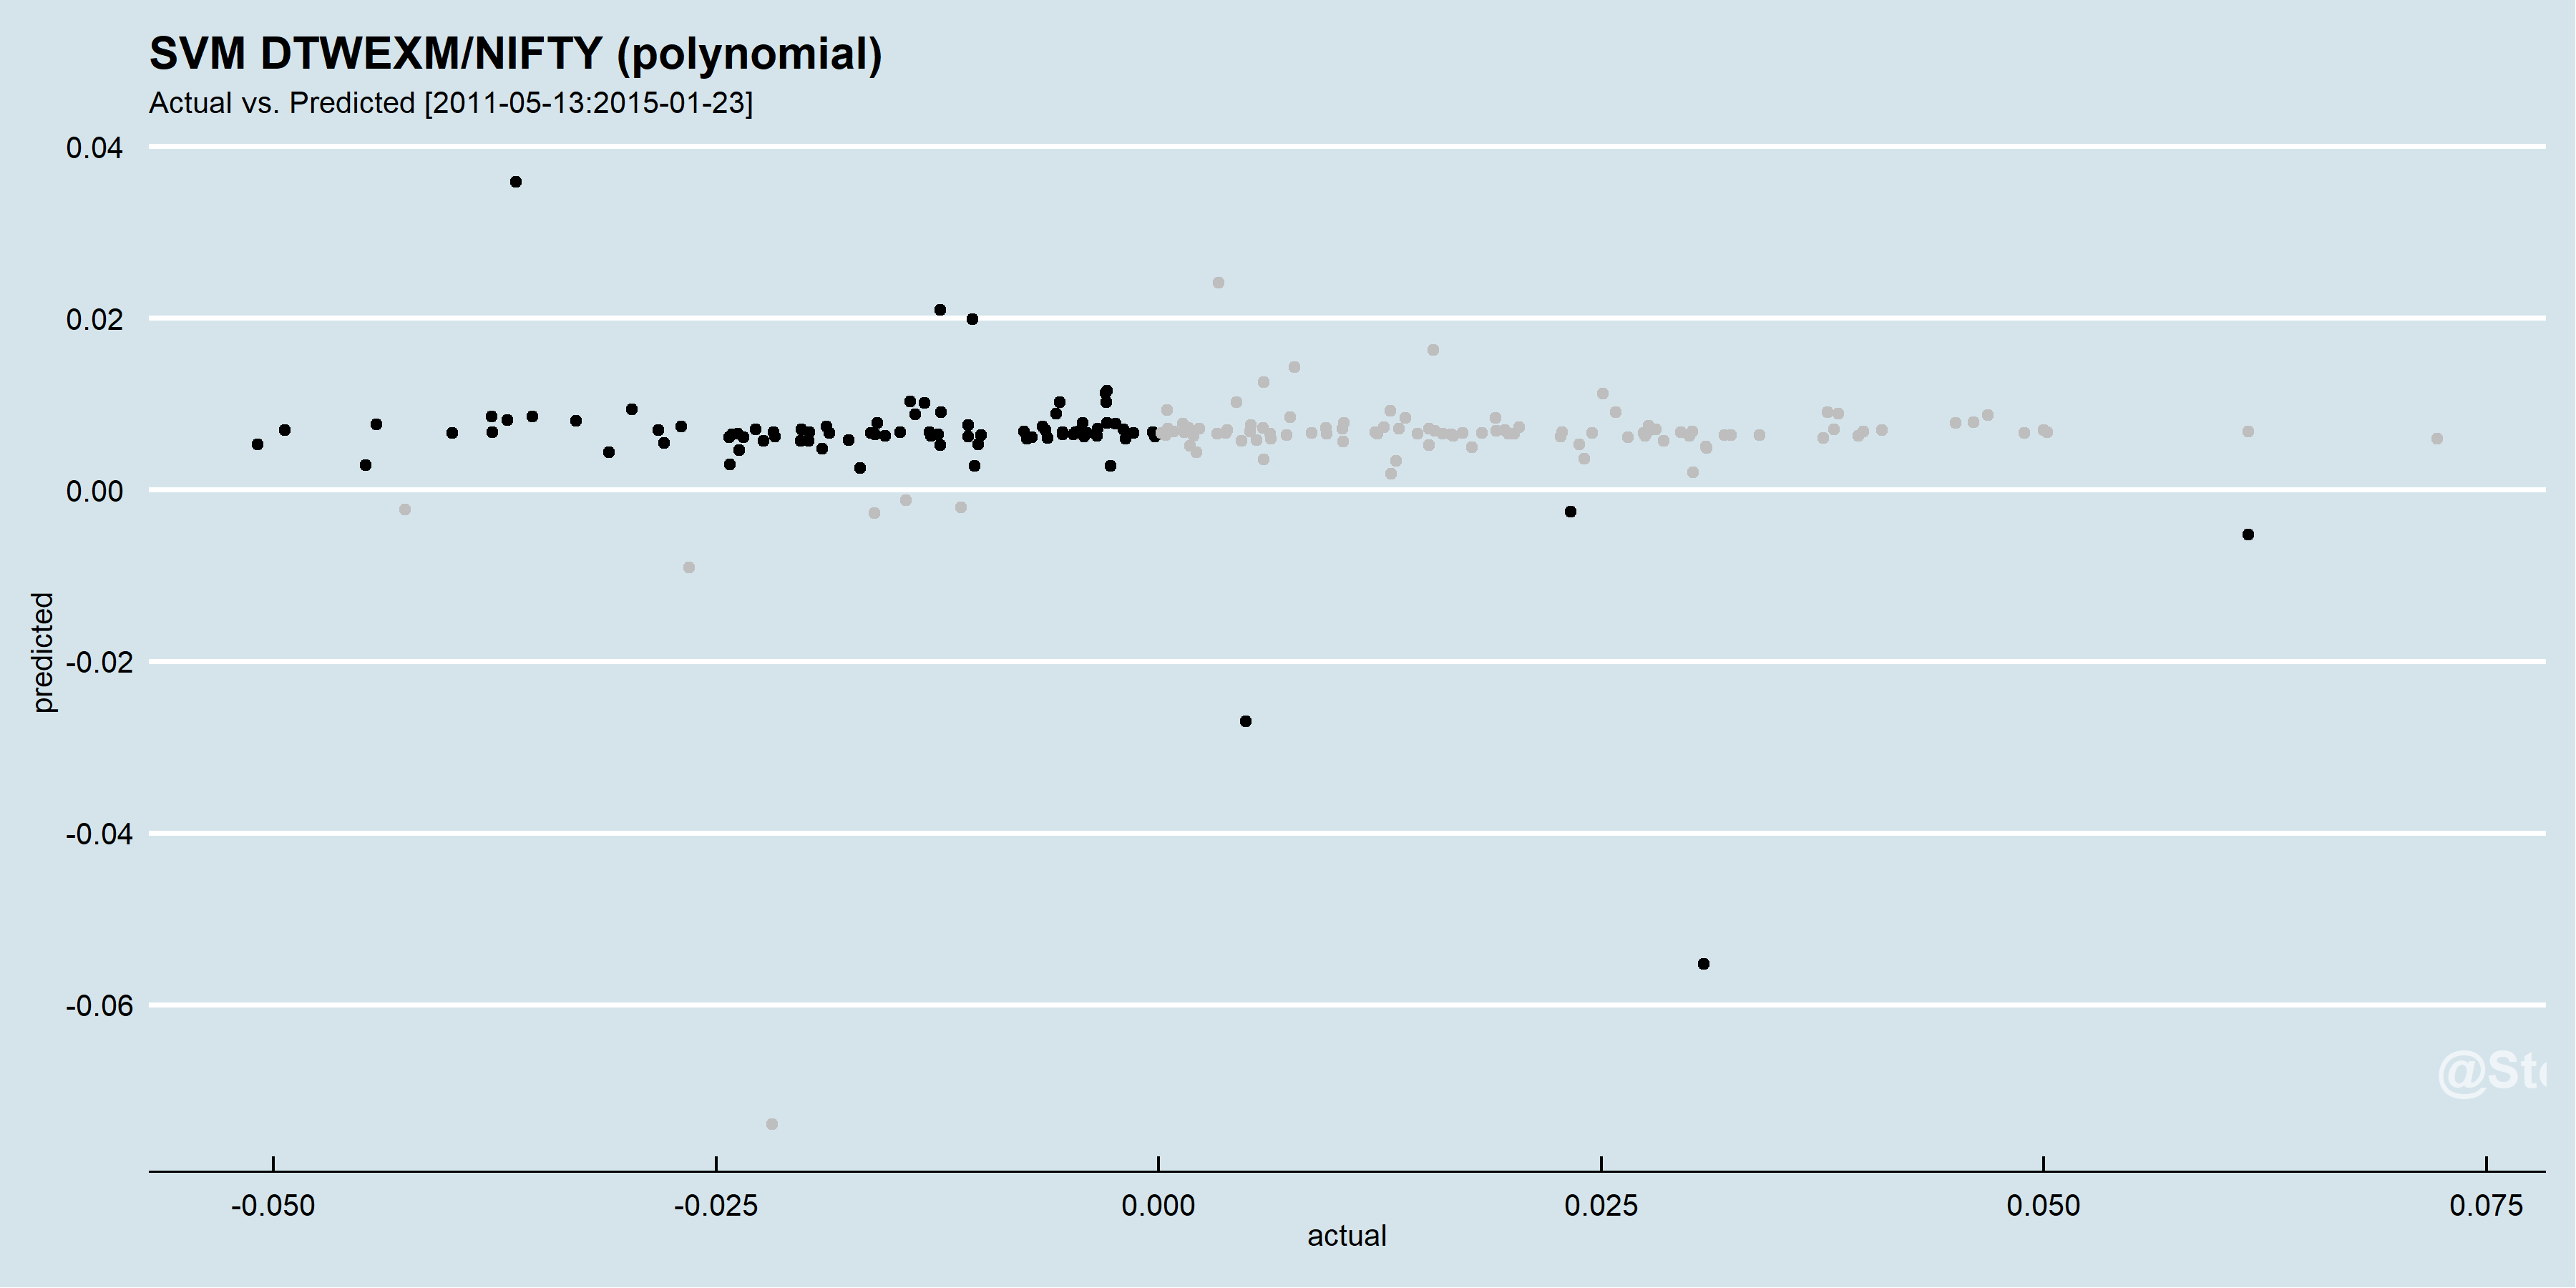 SVM DTWEXM/NIFTY (polynomial)
Actual vs. Predicted [2011-05-13:2015-01-23]
0.04
0.02
0.00
-0.02
-0.04
-0.06
predicted
-0.050 -0.025 0.000 0.025 0.050 0.075
actual